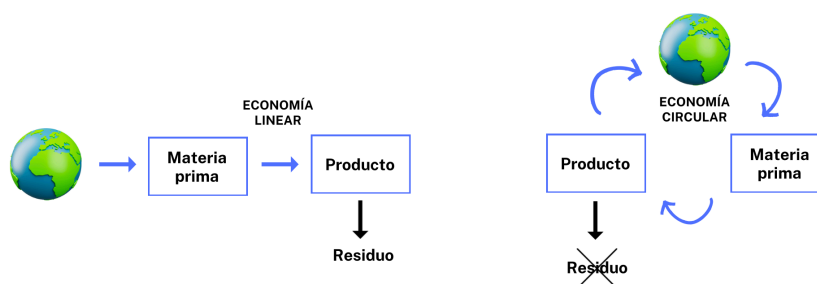 ECONOMÍA
LINEAR
Materia
prima
Producto
Residuo
ECONOMÍA
CIRCULAR
Producto
Materia
prima
Residuo